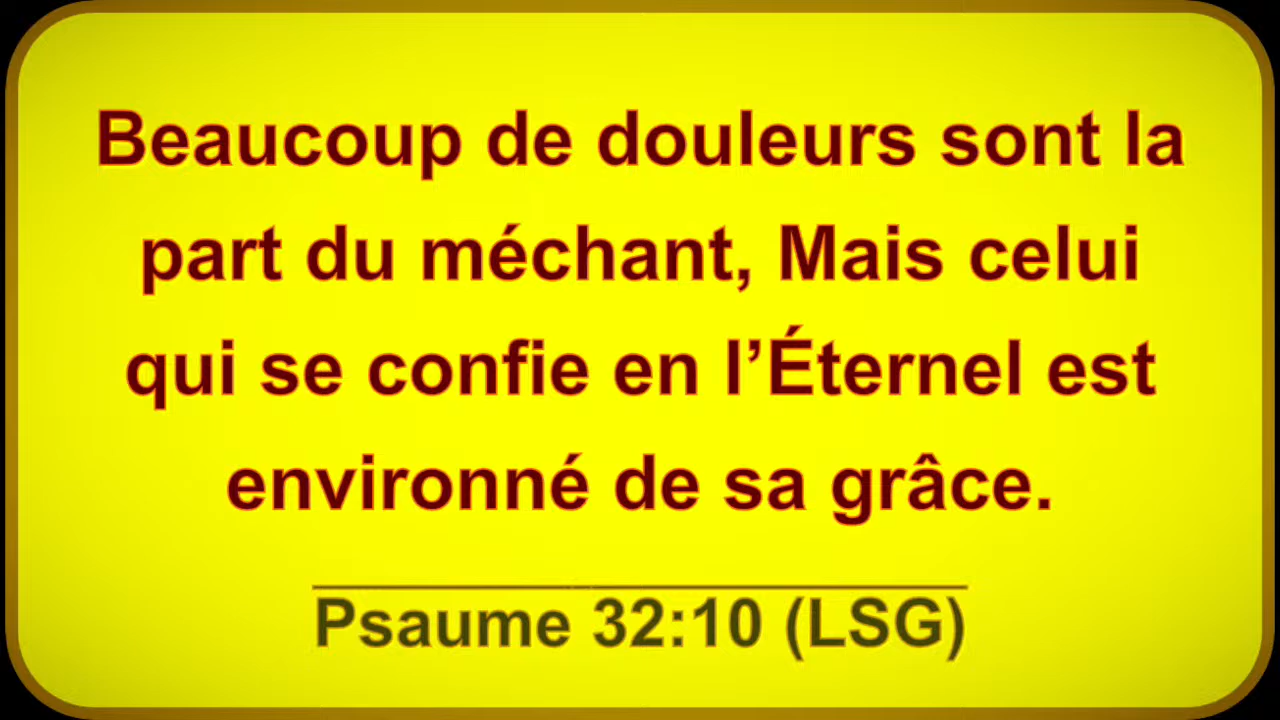 Beaucoup de douleurs sont la
part du méchant, Mais celui
qui se confie en l’Éternel est
environné de sa grâce.
Psaume 32:10 (LSG)